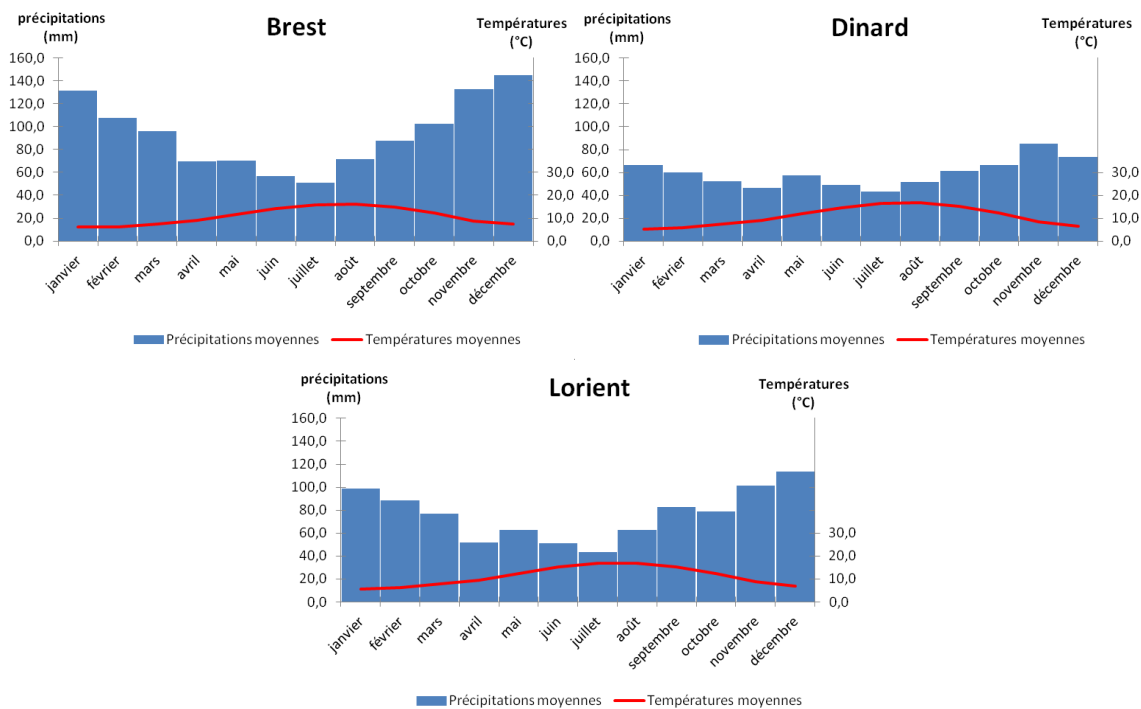 Brest
précipitations
(mm)
Températures
(°C)
160,0
140,0
120,0
100,0
80,0
60,0
40,0
20,0
0,0
30,0
20,0
10,0
0,0
janvier
février
mars
avril
mai
juin
juillet
août
septembre
octobre
novembre
décembre
Précipitations moyennes
Températures moyennes
Dinard
précipitations
(mm)
Températures
(°C)
160,0
140,0
120,0
100,0
80,0
60,0
40,0
20,0
0,0
30,0
20,0
10,0
0,0
janvier
février
mars
avril
mai
juin
juillet
août
septembre
octobre
novembre
décembre
Précipitations moyennes
Températures moyennes
Lorient
précipitations
(mm)
Températures
(°C)
160,0
140,0
120,0
100,0
80,0
60,0
40,0
20,0
0,0
30,0
20,0
10,0
0,0
janvier
février
mars
avril
mai
juin
juillet
août
septembre
octobre
novembre
décembre
Précipitations moyennes
Températures moyennes